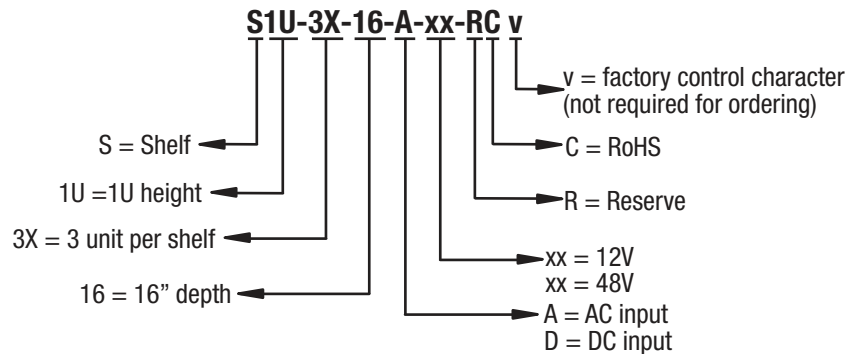 S1U-3X-16-A-xx-RC v
v = factory control character
(not required for ordering)
S = Shelf
C = RoHS
1U =1U height
R = Reserve
3X = 3 unit per shelf
xx = 12V
xx = 48V
16 = 16” depth
A = AC input
D = DC input